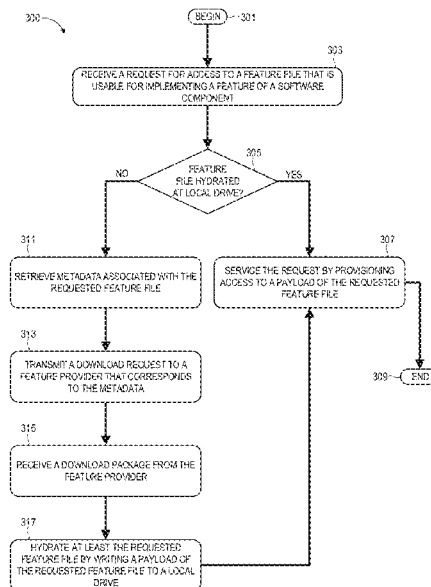 300
BEGIN
301
303
RECEIVE A REQUEST FOR ACCESS TO A FEATURE FILE THAT IS
USABLE FOR IMPLEMENTING A FEATURE OF A SOFTWARE
COMPONENT
305
NO
FEATURE
FILE HYDRATED
AT LOCAL DRIVE?
YES
311
RETRIEVE METADATA ASSOCIATED WITH THE
REQUESTED FEATURE FILE
307
SERVICE THE REQUEST BY PROVISIONING
ACCESS TO A PAYLOAD OF THE REQUESTED
FEATURE FILE
313
TRANSMIT A DOWNLOAD REQUEST TO A
FEATURE PROVIDER THAT CORRESPONDS
TO THE METADATA
309
END
315
RECEIVE A DOWNLOAD PACKAGE FROM THE
FEATURE PROVIDER
317
HYDRATE AT LEAST THE REQUESTED
FEATURE FILE BY WRITING A PAYLOAD OF
THE REQUESTED FEATURE FILE TO A LOCAL
DRIVE